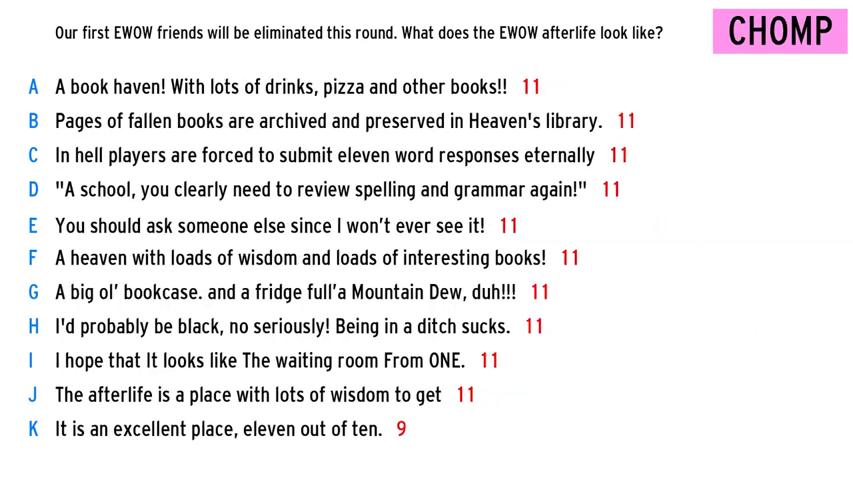 Our first EWOW friends will be eliminated this round. What does the EWOW afterlife look like?
CHOMP
A A book haven! With lots of drinks, pizza and other books!! 11
B Pages of fallen books are archived and preserved in Heaven's library. 11
C In hell players are forced to submit eleven word responses eternally 11
D "A school, you clearly need to review spelling and grammar again!" 11
E You should ask someone else since I won’t ever see it! 11
F A heaven with loads of wisdom and loads of interesting books! 11
G A big ol’ bookcase. and a fridge full’a Mountain Dew, duh!!! 11
H I'd probably be black, no seriously! Being in a ditch sucks. 11
I I hope that It looks like The waiting room From ONE. 11
J The afterlife is a place with lots of wisdom to get 11
K It is an excellent place, eleven out of ten. 9